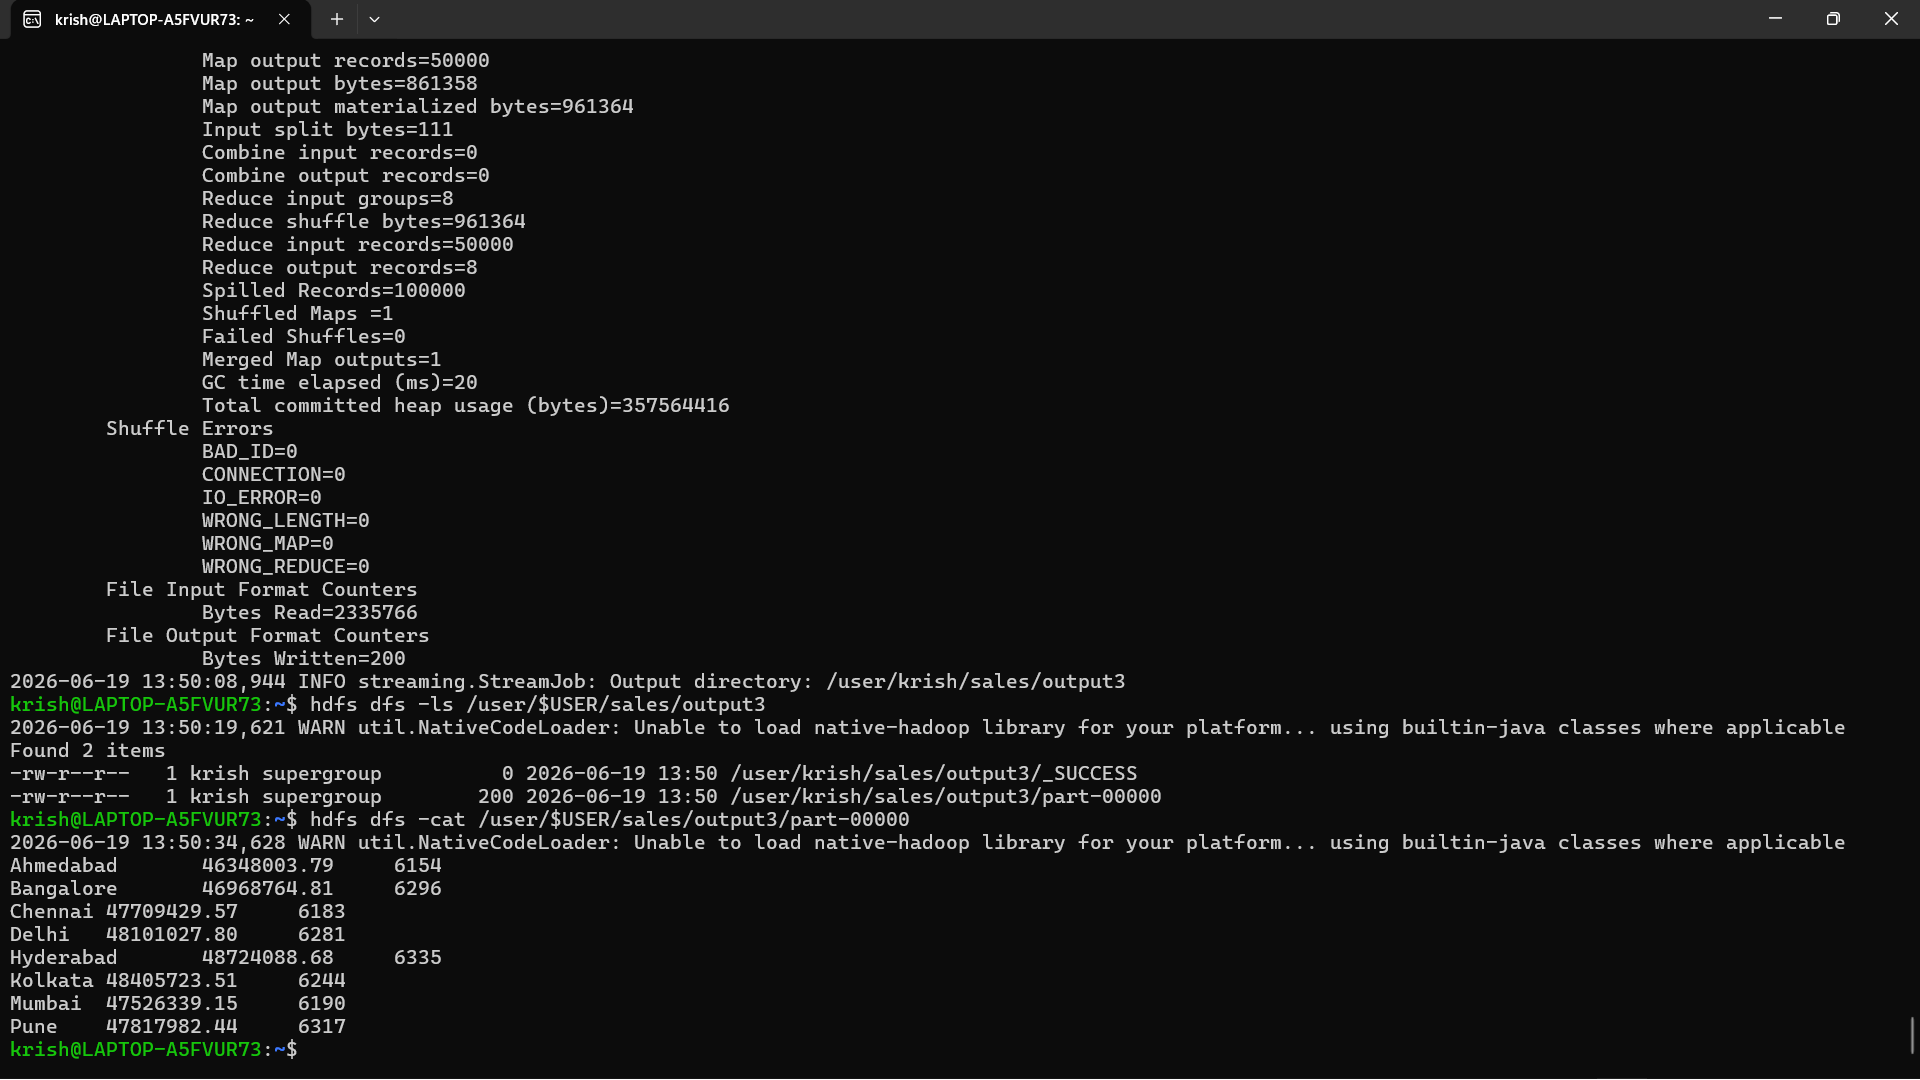 krish@LAPTOP-A5FVUR73: ~
Map output records=50000
Map output bytes=861358
Map output materialized bytes=961364
Input split bytes=111
Combine input records=0
Combine output records=0
Reduce input groups=8
Reduce shuffle bytes=961364
Reduce input records=50000
Reduce output records=8
Spilled Records=100000
Shuffled Maps =1
Failed Shuffles=0
Merged Map outputs=1
GC time elapsed (ms)=20
Total committed heap usage (bytes)=357564416
Shuffle Errors
BAD_ID=0
CONNECTION=0
IO_ERROR=0
WRONG_LENGTH=0
WRONG_MAP=0
WRONG_REDUCE=0
File Input Format Counters
Bytes Read=2335766
File Output Format Counters
Bytes Written=200
2026-06-19 13:50:08,944 INFO streaming.StreamJob: Output directory: /user/krish/sales/output3
krish@LAPTOP-A5FVUR73:~$ hdfs dfs -ls /user/$USER/sales/output3
2026-06-19 13:50:19,621 WARN util.NativeCodeLoader: Unable to load native-hadoop library for your platform... using builtin-java classes where applicable
Found 2 items
-rw-r--r--   1 krish supergroup          0 2026-06-19 13:50 /user/krish/sales/output3/_SUCCESS
-rw-r--r--   1 krish supergroup        200 2026-06-19 13:50 /user/krish/sales/output3/part-00000
krish@LAPTOP-A5FVUR73:~$ hdfs dfs -cat /user/$USER/sales/output3/part-00000
2026-06-19 13:50:34,628 WARN util.NativeCodeLoader: Unable to load native-hadoop library for your platform... using builtin-java classes where applicable
Ahmedabad       46348003.79     6154
Bangalore       46968764.81     6296
Chennai 47709429.57     6183
Delhi   48101027.80     6281
Hyderabad       48724088.68     6335
Kolkata 48405723.51     6244
Mumbai  47526339.15     6190
Pune    47817982.44     6317
krish@LAPTOP-A5FVUR73:~$